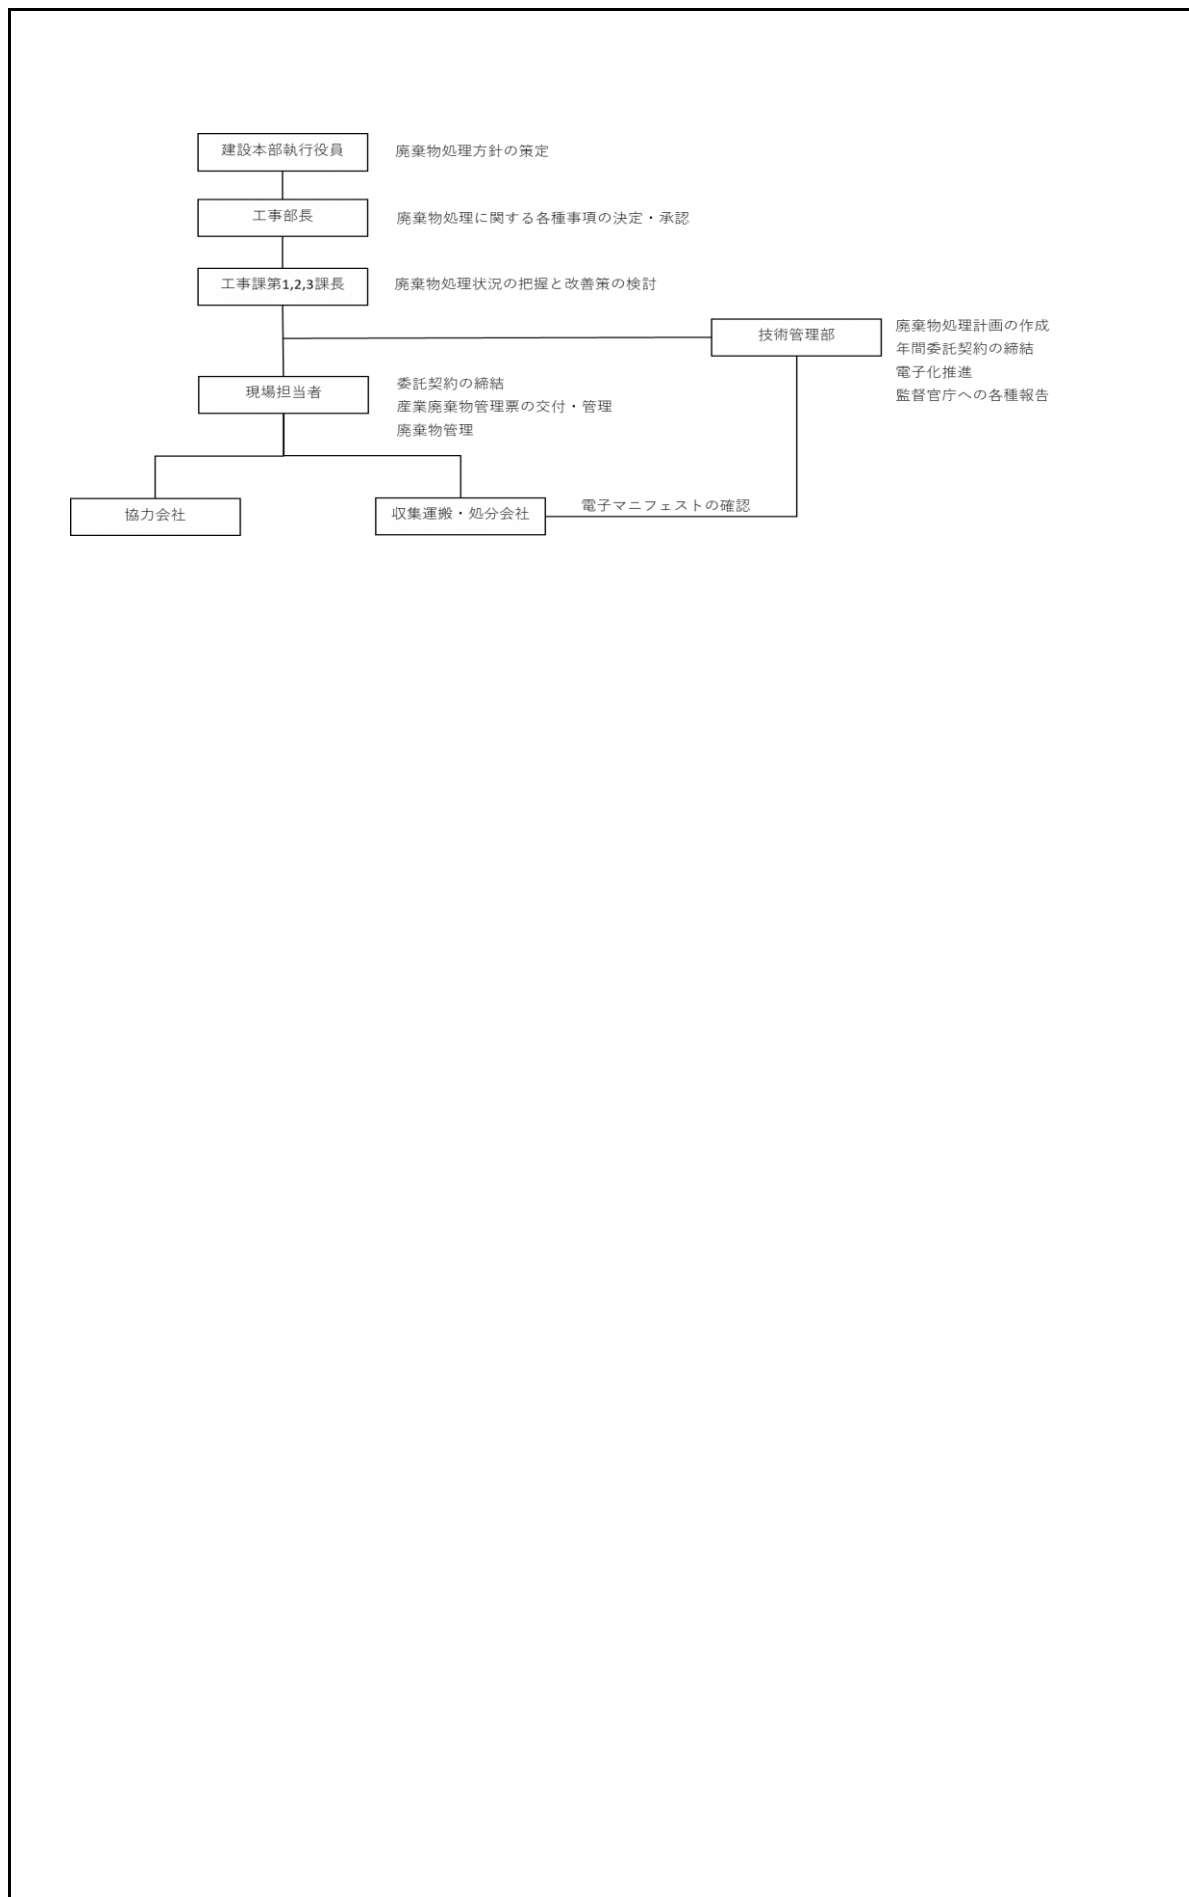 建設本部執行役員
廃棄物処理方針の策定
工事部長
廃棄物処理に関する各種事項の決定・承認
工事課第1,2,3課長
廃棄物処理状況の把握と改善策の検討
技術管理部
廃棄物処理計画の作成
年間委託契約の締結
電子化推進
監督官庁への各種報告
現場担当者
委託契約の締結
産業廃棄物管理票の交付・管理
廃棄物管理
協力会社
収集運搬・処分会社
電子マニフェストの確認